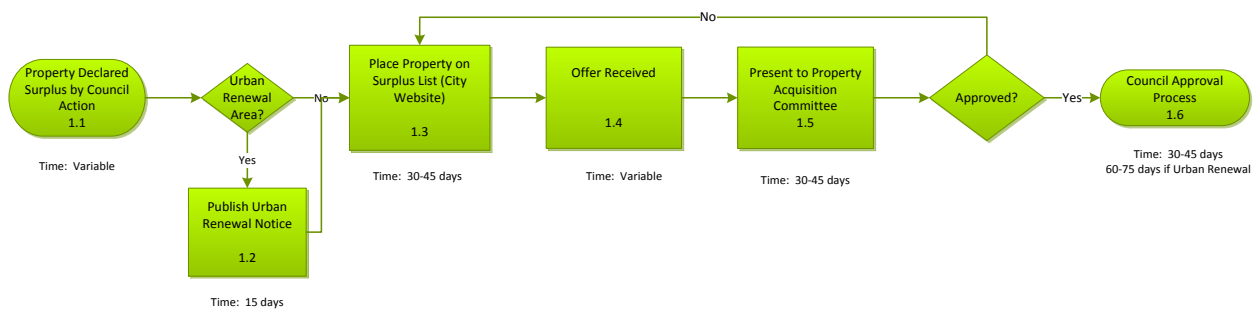 No
Property Declared
Surplus by Council
Action
1.1
Time: Variable
Urban
Renewal
Area?
No
Yes
Publish Urban
Renewal Notice
1.2
Time: 15 days
Place Property on
Surplus List (City
Website)
1.3
Time: 30-45 days
Offer Received
1.4
Time: Variable
Present to Property
Acquisition
Committee
1.5
Time: 30-45 days
Approved?
Yes
Council Approval
Process
1.6
Time: 30-45 days
60-75 days if Urban Renewal